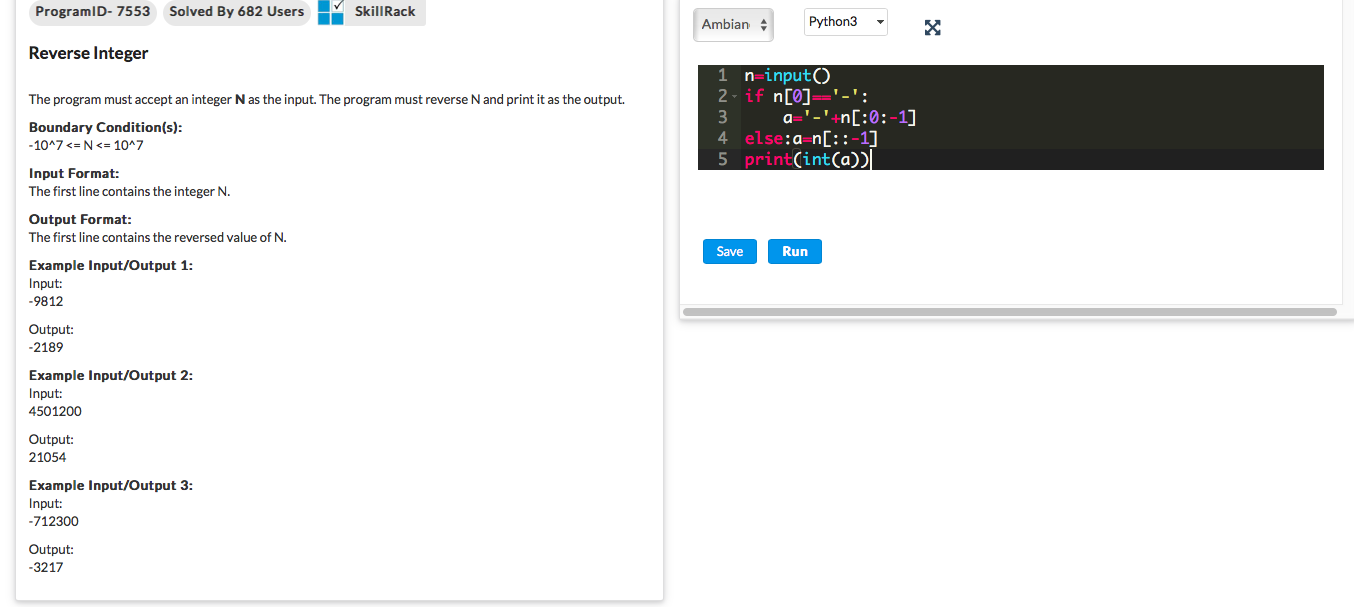 ProgramID- 7553 Solved By 682 Users SkillRack
Reverse Integer
The program must accept an integer N as the input. The program must reverse N and print it as the output.
Boundary Condition(s):
-10^7 <= N <= 10^7
Input Format:
The first line contains the integer N.
Output Format:
The first line contains the reversed value of N.
Example Input/Output 1:
Input:
-9812
Output:
-2189
Example Input/Output 2:
Input:
4501200
Output:
21054
Example Input/Output 3:
Input:
-712300
Output:
-3217
Ambian Python3
1 n=input()
2 if n[0]=='-':
3 a='-'+n[:0:-1]
4 else:a=n[::-1]
5 print(int(a))
Save Run